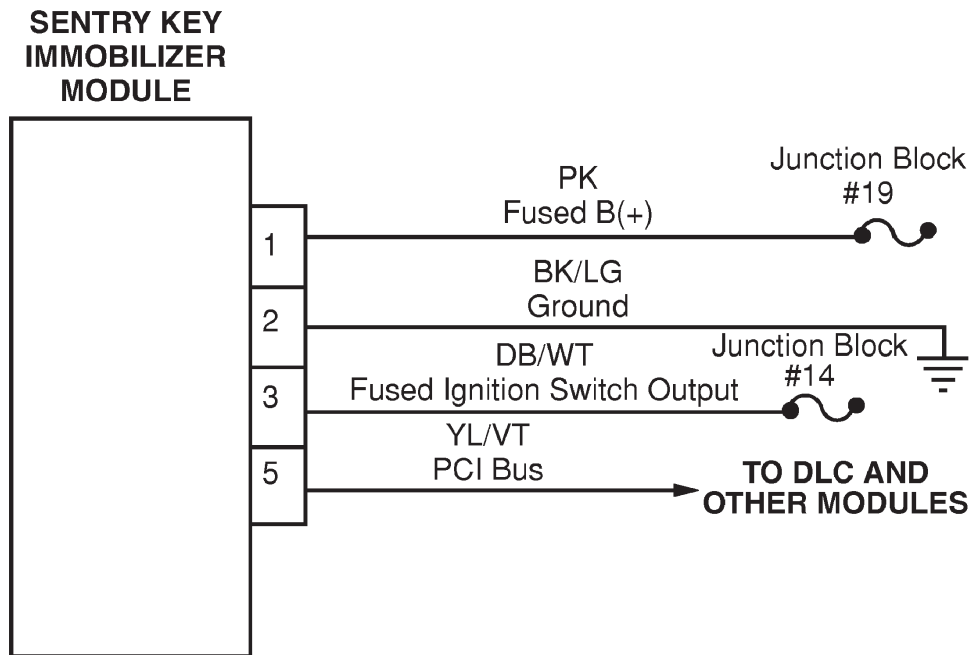 SENTRY KEY
IMMOBILIZER
MODULE
Junction Block
#19
PK
Fused B(+)
1
BK/LG
Ground
2
DB/WT
Junction Block
#14
Fused Ignition Switch Output
3
YL/VT
PCI Bus
5
TO DLC AND
OTHER MODULES